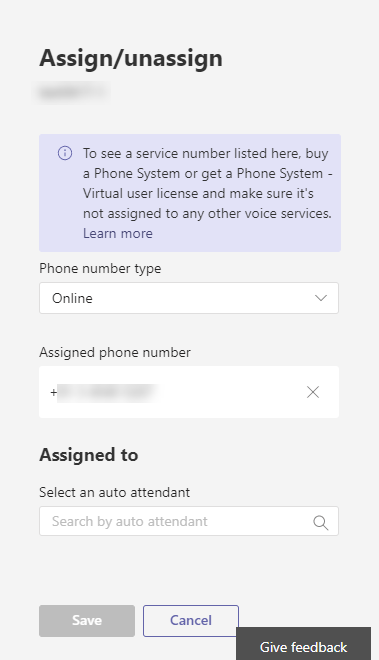 Assign/unassign
To see a service number listed here, buy
a Phone System or get a Phone System -
Virtual user license and make sure it's
not assigned to any other voice services.
Learn more
Phone number type
Online
Assigned phone number
+
Assigned to
Select an auto attendant
Search by auto attendant
Save
Cancel
Give feedback